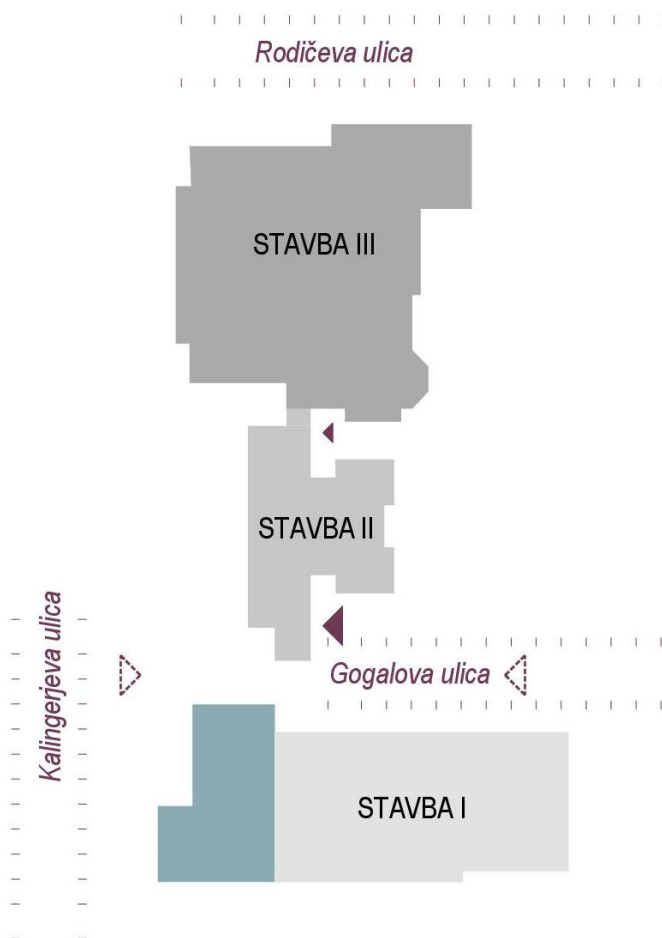 Rodičeva ulica
STAVBA III
STAVBA II
Kalingerjeva ulica
Gogalova ulica
STAVBA I